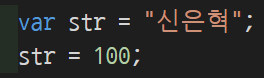 var str = "신은혁";
str = 100;